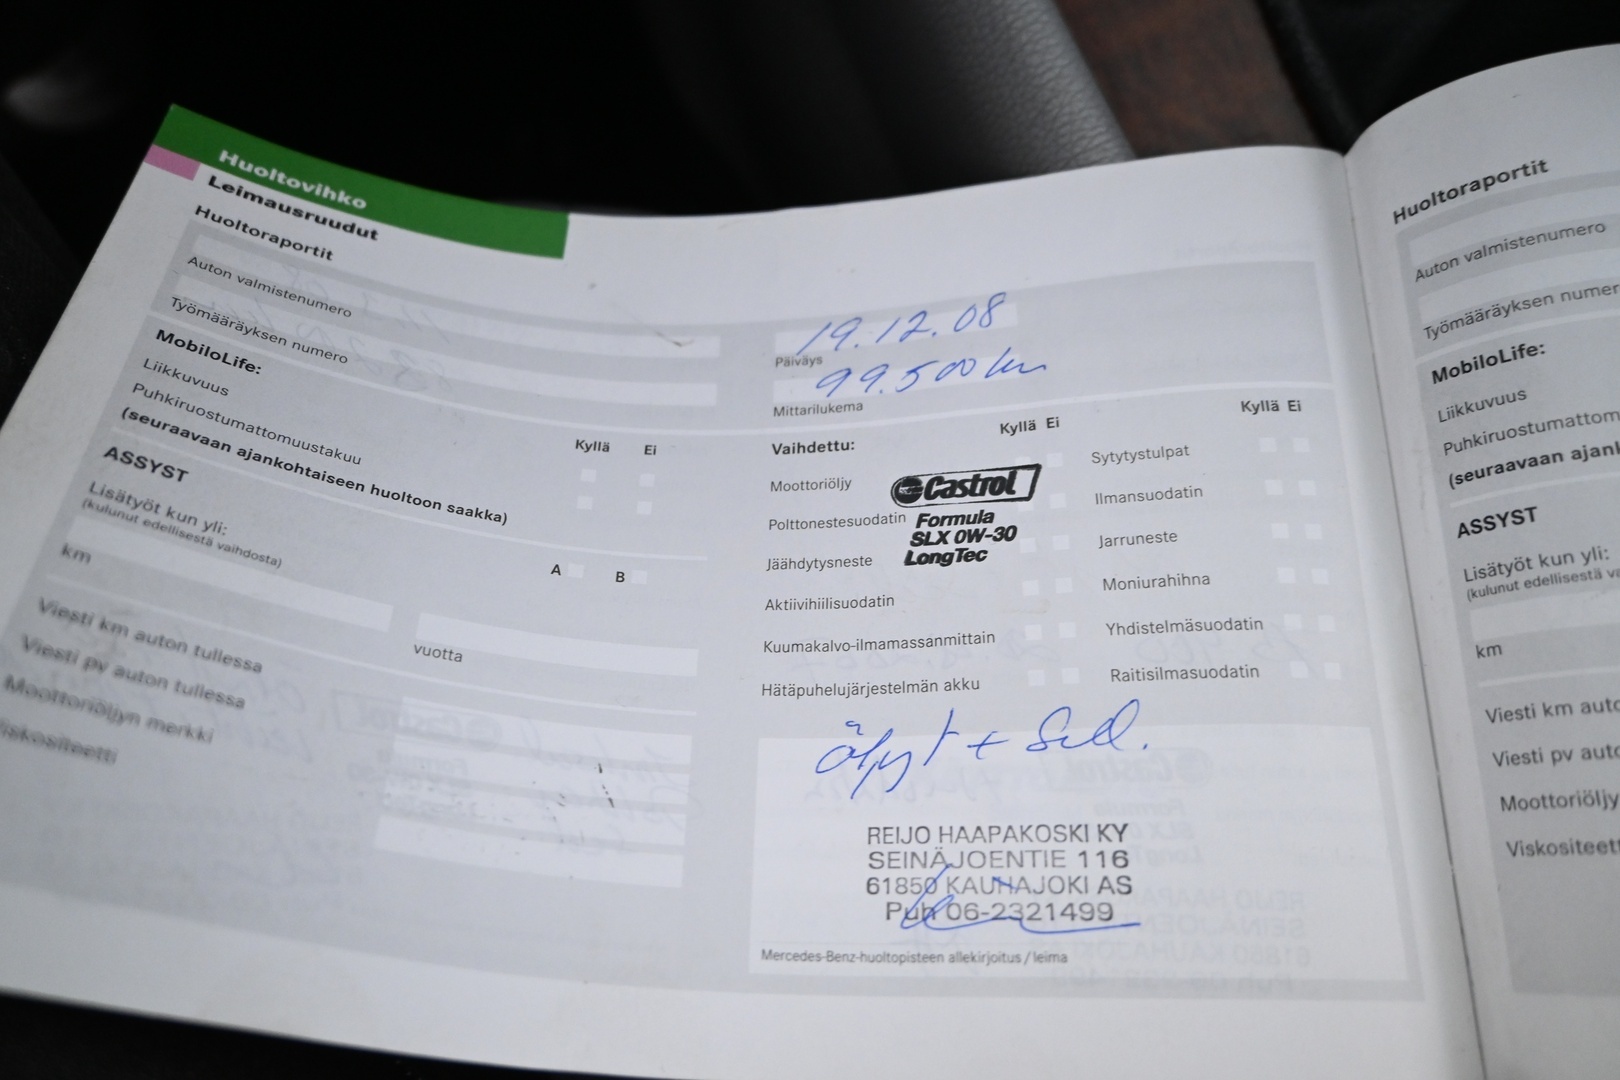 Huoltovihko
Leimausruudut
Huoltoraportit
Auton valmistenumero
Työmääräyksen numero
MobiloLife:
Kyllä Ei
Liikkuvuus
Puhkiruostumattomuustakuu
(seuraavaan ajankohtaiseen huoltoon saakka)
ASSYST
A B
Lisätyöt kun yli:
(kulunut edellisestä vaihdosta)
km
vuotta
Viesti km auton tullessa
Viesti pv auton tullessa
Moottoriöljyn merkki
Viskositeetti
19.12.08
Päiväys
99.500 km
Mittarilukema
Vaihdettu:
Kyllä Ei
Kyllä Ei
Moottoriöljy
Castrol
Polttonestesuodatin
Formula
SLX 0W-30
Jäähdytysneste
LongTec
Aktiivihiilisuodatin
Kuumakalvo-ilmamassanmittain
Hätäpuhelujärjestelmän akku
Sytytystulpat
Ilmansuodatin
Jarruneste
Moniurahihna
Yhdistelmäsuodatin
Raitisilmasuodatin
öljyt +
REIJO HAAPAKOSKI KY
SEINÄJOENTIE 116
61850 KAUHAJOKI AS
Puh 06-2321499
Mercedes-Benz-huoltopisteen allekirjoitus / leima
Huoltoraportit
Auton valmistenumero
Työmääräyksen numer
MobiloLife:
Liikkuvuus
Puhkiruostumattom
(seuraavaan ajank
ASSYST
Lisätyöt kun yli:
(kulunut edellisestä va
km
Viesti km auto
Viesti pv auto
Moottoriöljy
Viskositeett